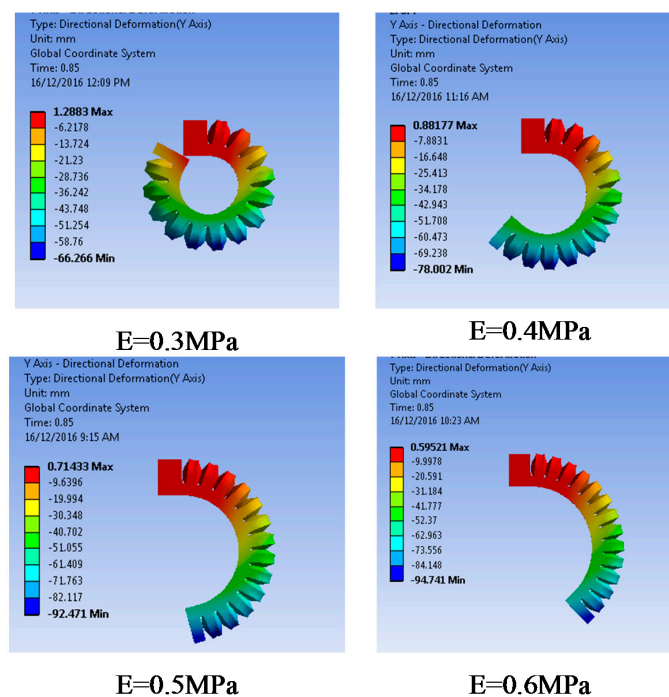 Type: Directional Deformation(Y Axis)
Unit: mm
Global Coordinate System
Time: 0.85
16/12/2016 12:09 PM
1.2883 Max
-6.2178
-13.724
-21.23
-28.736
-36.242
-43.748
-51.254
-58.76
-66.266 Min
E=0.3MPa
Y Axis - Directional Deformation
Type: Directional Deformation(Y Axis)
Unit: mm
Global Coordinate System
Time: 0.85
16/12/2016 11:16 AM
0.88177 Max
-7.8831
-16.648
-25.413
-34.178
-42.943
-51.708
-60.473
-69.238
-78.002 Min
E=0.4MPa
Y Axis - Directional Deformation
Type: Directional Deformation(Y Axis)
Unit: mm
Global Coordinate System
Time: 0.85
16/12/2016 9:15 AM
0.71433 Max
-9.6396
-19.994
-30.348
-40.702
-51.055
-61.409
-71.763
-82.117
-92.471 Min
E=0.5MPa
Type: Directional Deformation(Y Axis)
Unit: mm
Global Coordinate System
Time: 0.85
16/12/2016 10:23 AM
0.59521 Max
-9.9978
-20.591
-31.184
-41.777
-52.37
-62.963
-73.556
-84.148
-94.741 Min
E=0.6MPa